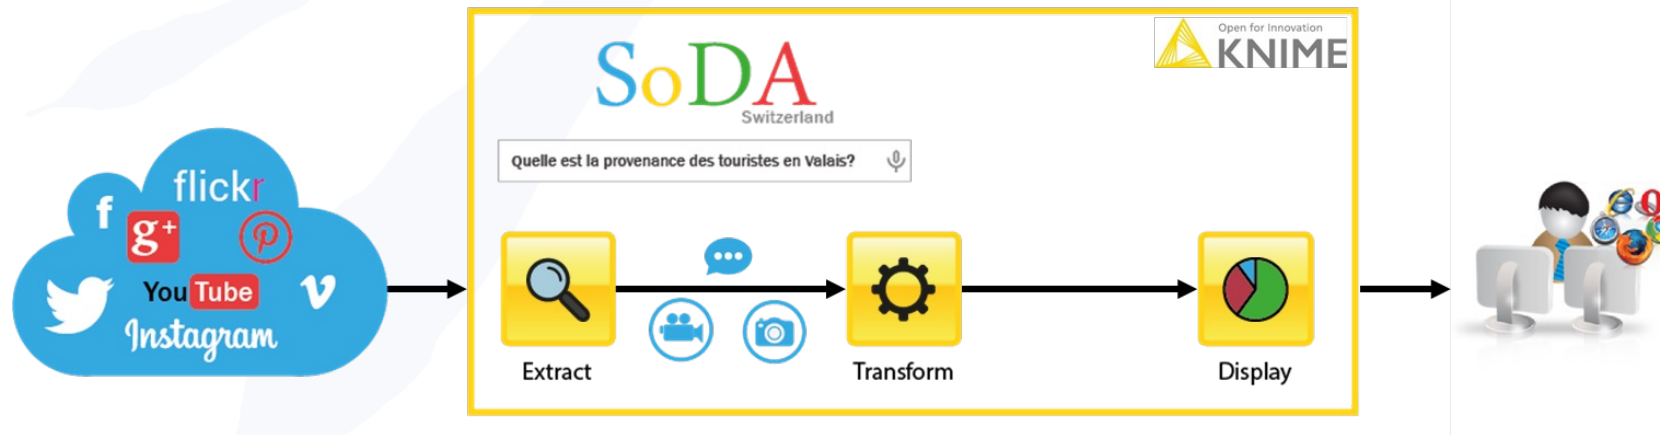 flickr
f
g+
You Tube
Instagram
SoDA
Switzerland
Quelle est la provenance des touristes en Valais?
Open for Innovation
KNIME
Extract
Transform
Display